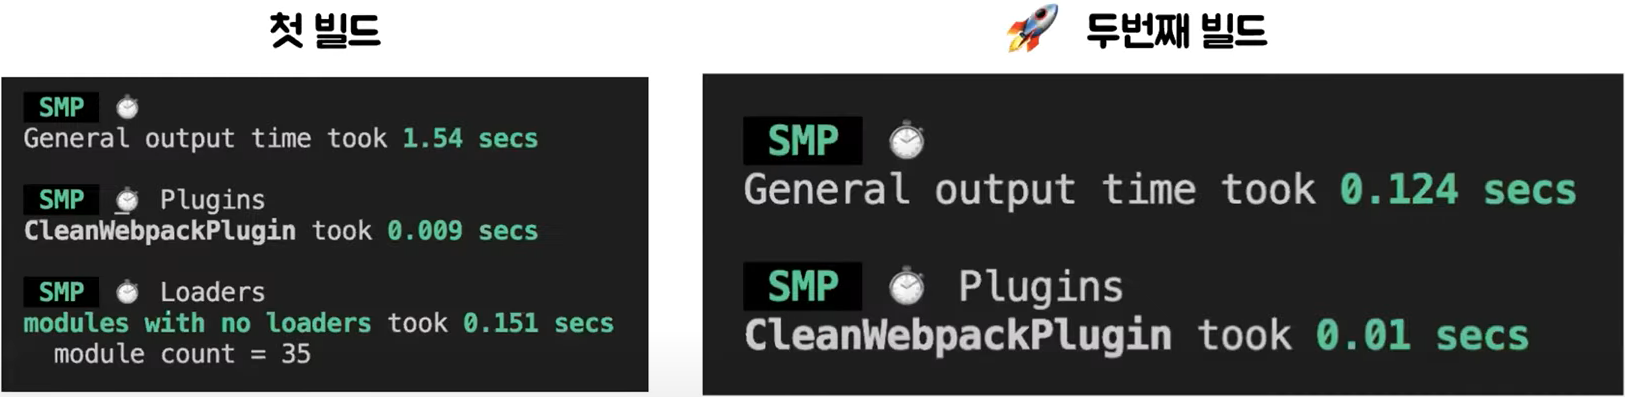 첫 빌드
SMP
General output time took 1.54 secs
SMP Plugins
CleanWebpackPlugin took 0.009 secs
SMP Loaders
modules with no loaders took 0.151 secs
module count = 35
두번째 빌드
SMP
General output time took 0.124 secs
SMP Plugins
CleanWebpackPlugin took 0.01 secs